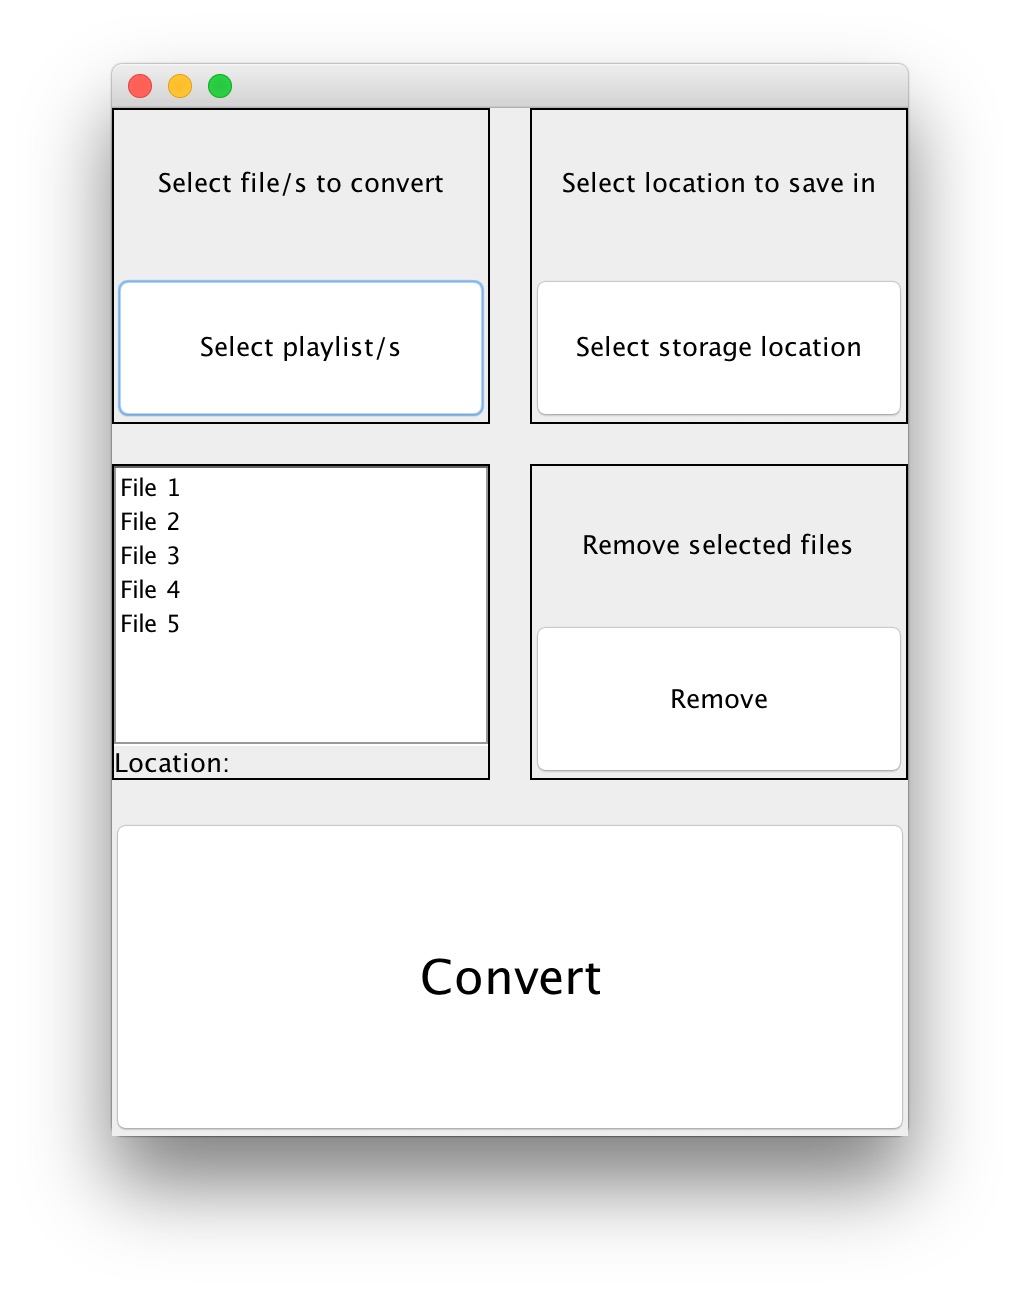 Select file/s to convert
Select playlist/s
Select location to save in
Select storage location
File 1
File 2
File 3
File 4
File 5
Location:
Remove selected files
Remove
Convert